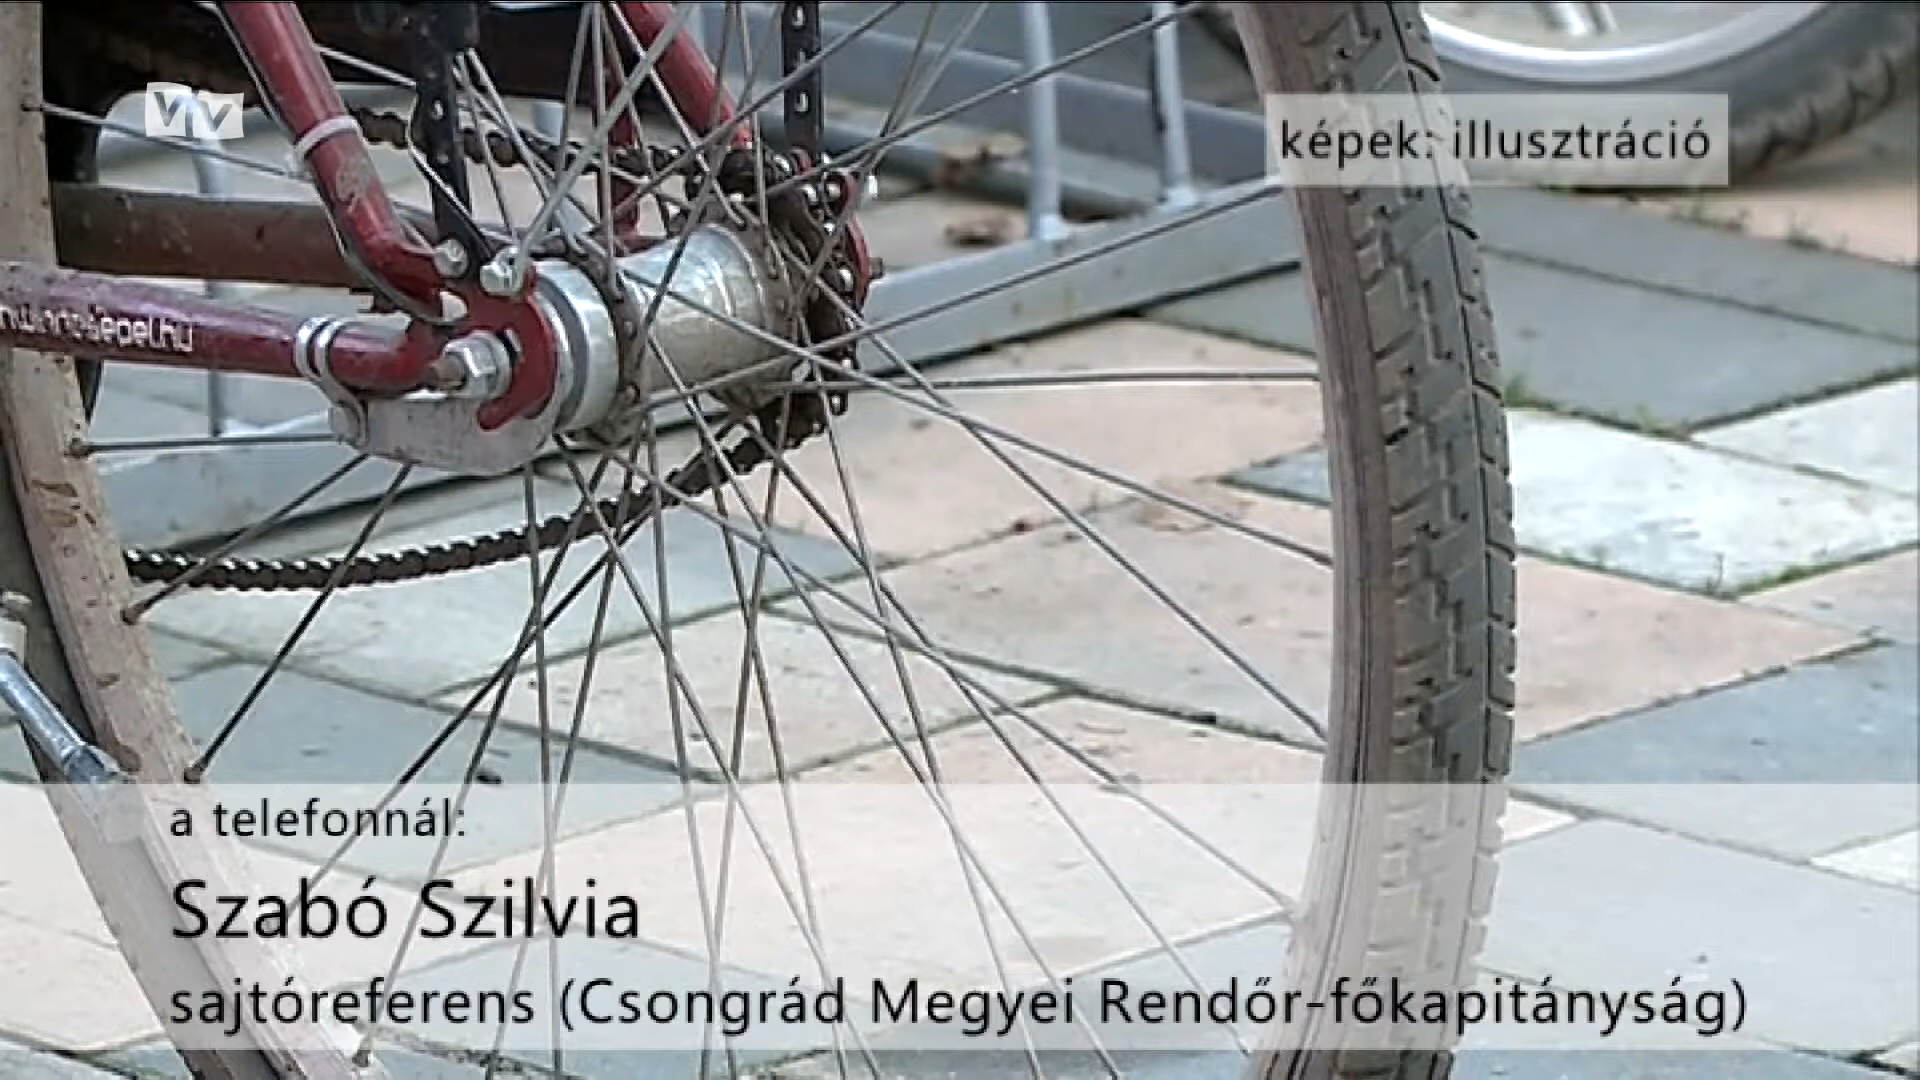 VTV
képek: illusztráció
a telefonnál:
Szabó Szilvia
sajtóreferens (Csongrád Megyei Rendőr-főkapitányság)